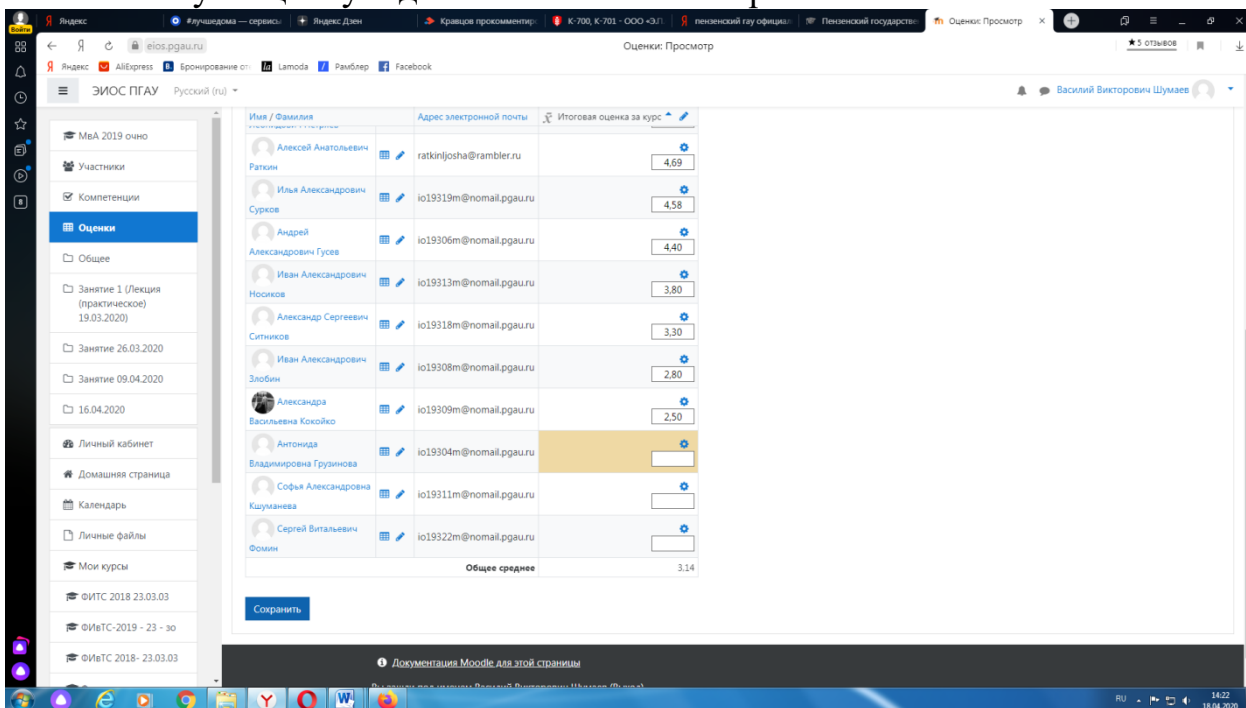 Войти
Яндекс
#лучшедома — сервисы
Яндекс Дзен
Кравцов прокомментир
К-700, К-701 - ООО «Э.П.
пензенский гау официал
Пензенский государстве
Оценки: Просмотр
eios.pgau.ru
Оценки: Просмотр
★5 отзывов
Яндекс
AliExpress
Бронирование от
Lamoda
Рамблер
Facebook
ЭИОС ПГАУ
Русский (ru)
Василий Викторович Шумаев
МвА 2019 очно
Участники
Компетенции
Оценки
Общее
Занятие 1 (Лекция
(практическое)
19.03.2020)
Занятие 26.03.2020
Занятие 09.04.2020
16.04.2020
Личный кабинет
Домашняя страница
Календарь
Личные файлы
Мои курсы
ФИТС 2018 23.03.03
ФИвТС-2019 - 23 - зо
ФИвТС 2018- 23.03.03
Имя / Фамилия
Адрес электронной почты
Итоговая оценка за курс
Алексей Анатольевич
Раткин
ratkinljosha@rambler.ru
4,69
Илья Александрович
Сурков
io19319m@nomail.pgau.ru
4,58
Андрей
Александрович Гусев
io19306m@nomail.pgau.ru
4,40
Иван Александрович
Носиков
io19313m@nomail.pgau.ru
3,80
Александр Сергеевич
Ситников
io19318m@nomail.pgau.ru
3,30
Иван Александрович
Злобин
io19308m@nomail.pgau.ru
2,80
Александра
Васильевна Кокойко
io19309m@nomail.pgau.ru
2,50
Антонида
Владимировна Грузинова
io19304m@nomail.pgau.ru
Софья Александровна
Кшуманева
io19311m@nomail.pgau.ru
Сергей Витальевич
Фомин
io19322m@nomail.pgau.ru
Общее среднее
3,14
Сохранить
Документация Moodle для этой страницы
RU
14:22
18.04.2020